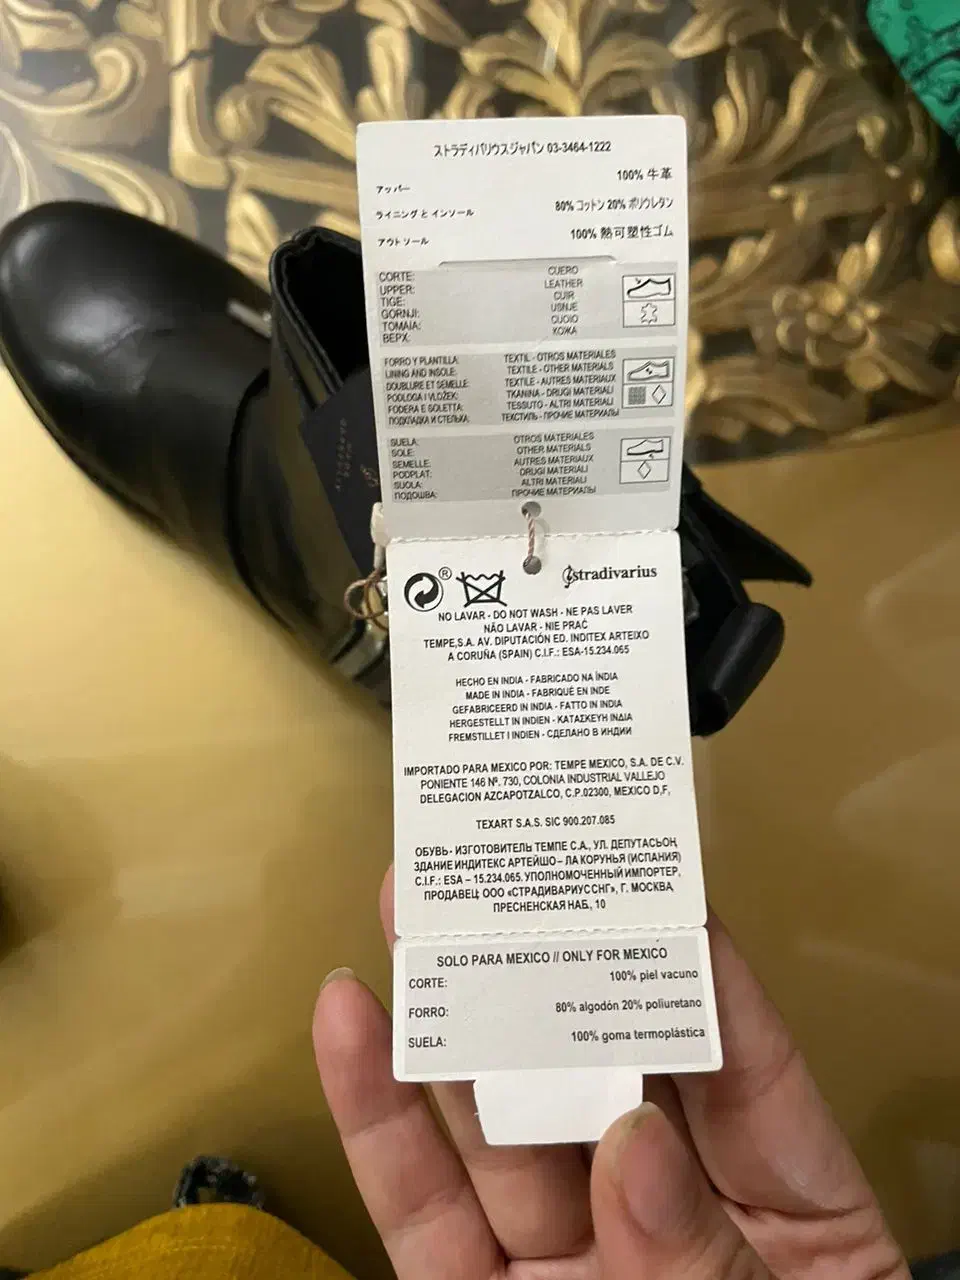 ストラディバリウスジャパン 03-3464-1222
アッパー 100% 牛革
ライニングと インソール 80% コットン 20% ポリウレタン
アウトソール 100% 熱可塑性ゴム
CORTE: CUERO
UPPER: LEATHER
TIGE: CUIR
GORNJI: USNJE
TOMAIA: CUOIO
ВЕРХ: КОЖА
FORRO Y PLANTILLA: TEXTIL - OTROS MATERIALES
LINING AND INSOLE: TEXTILE - OTHER MATERIALS
DOUBLURE ET SEMELLE: TEXTILE - AUTRES MATERIAUX
PODLOGA I VLOŽEK: TKANINA - DRUGI MATERIALI
FODERA E SOLETTA: TESSUTO - ALTRI MATERIALI
ПОДКЛАДКА И СТЕЛЬКА: ТЕКСТИЛЬ - ПРОЧИЕ МАТЕРИАЛЫ
SUELA: OTROS MATERIALES
SOLE: OTHER MATERIALS
SEMELLE: AUTRES MATERIAUX
PODPLAT: DRUGI MATERIALI
SUOLA: ALTRI MATERIALI
ПОДОШВА: ПРОЧИЕ МАТЕРИАЛЫ
® stradivarius
NO LAVAR - DO NOT WASH - NE PAS LAVER
NÃO LAVAR - NIE PRAĆ
TEMPE,S.A. AV. DIPUTACIÓN ED. INDITEX ARTEIXO
A CORUÑA (SPAIN) C.I.F.: ESA-15.234.065
HECHO EN INDIA - FABRICADO NA ÍNDIA
MADE IN INDIA - FABRIQUÉ EN INDE
GEFABRICEERD IN INDIA - FATTO IN INDIA
HERGESTELLT IN INDIEN - ΚΑΤΑΣΚΕΥΗ ΙΝΔΙΑ
FREMSTILLET I INDIEN - СДЕЛАНО В ИНДИИ
IMPORTADO PARA MEXICO POR: TEMPE MEXICO, S.A. DE C.V.
PONIENTE 146 Nº. 730, COLONIA INDUSTRIAL VALLEJO
DELEGACION AZCAPOTZALCO, C.P.02300, MEXICO D,F,
TEXART S.A.S. SIC 900.207.085
ОБУВЬ- ИЗГОТОВИТЕЛЬ ТЕМПЕ С.А., УЛ. ДЕПУТАСЬОН,
ЗДАНИЕ ИНДИТЕКС АРТЕЙШО – ЛА КОРУНЬЯ (ИСПАНИЯ)
C.I.F.: ESA – 15.234.065. УПОЛНОМОЧЕННЫЙ ИМПОРТЕР,
ПРОДАВЕЦ: ООО «СТРАДИВАРИУС СНГ», Г. МОСКВА,
ПРЕСНЕНСКАЯ НАБ., 10
SOLO PARA MEXICO // ONLY FOR MEXICO
CORTE: 100% piel vacuno
FORRO: 80% algodón 20% poliuretano
SUELA: 100% goma termoplástica